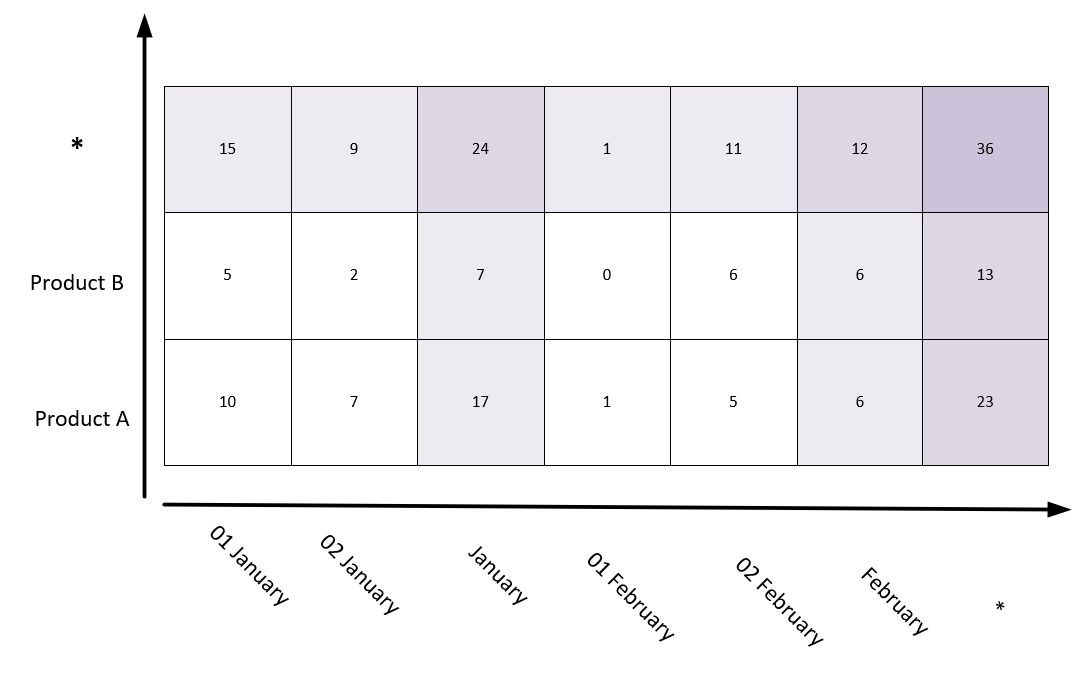 * 15 9 24 1 11 12 36
Product B 5 2 7 0 6 6 13
Product A 10 7 17 1 5 6 23
01 January 02 January January 01 February 02 February February *